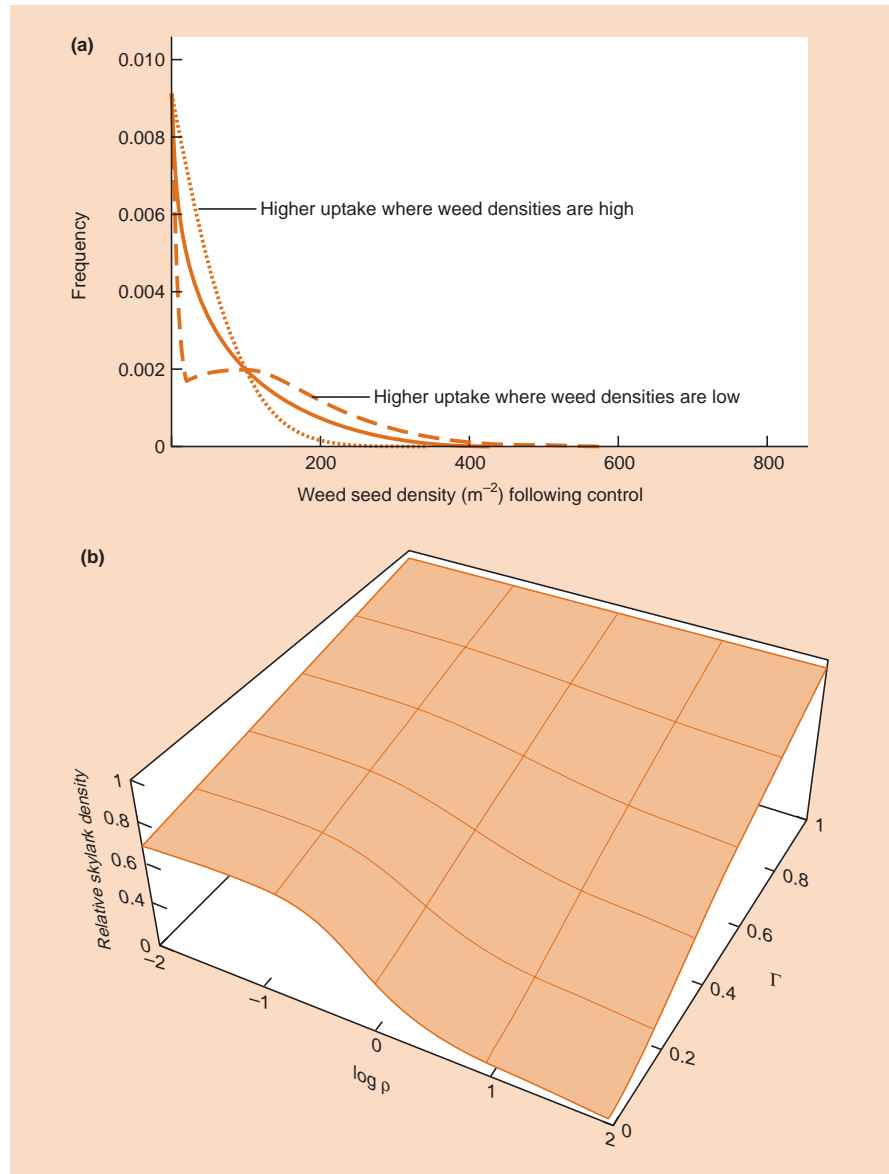 (a)
0.010
0.008
0.006
0.004
0.002
0
Frequency
Higher uptake where weed densities are high
Higher uptake where weed densities are low
200
400
600
800
Weed seed density (m⁻²) following control
(b)
Relative skylark density
1
0.8
0.6
0.4
0
–2
–1
0
1
2
log ρ
0
0.2
0.4
0.6
0.8
1
Γ